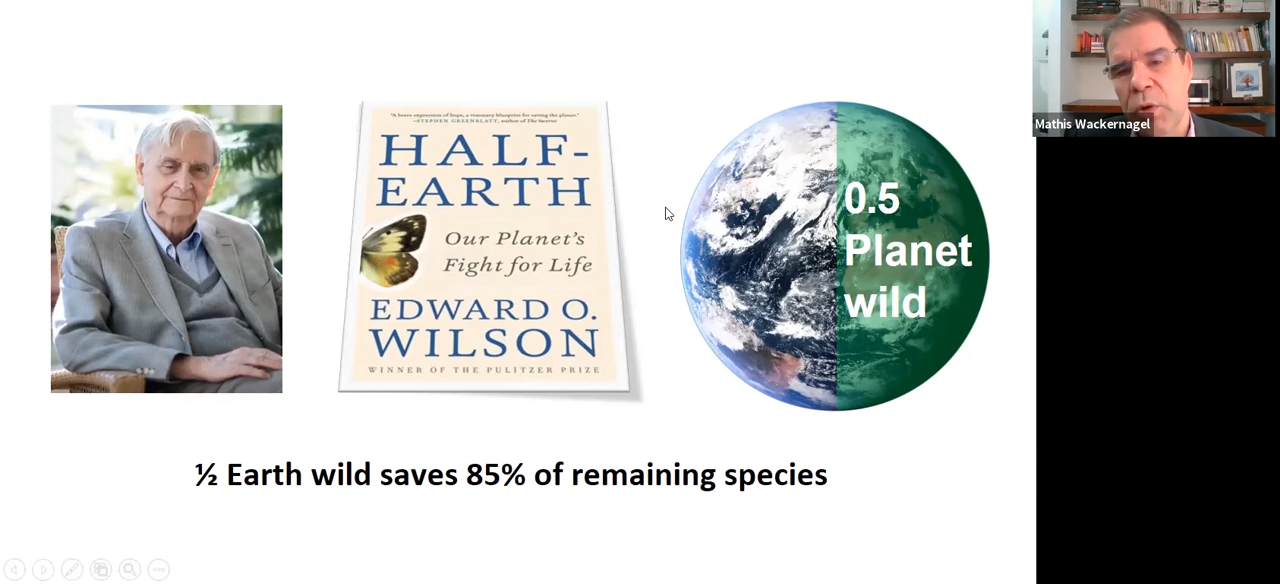 "A brave expression of hope, a visionary blueprint for saving the planet."
—STEPHEN GREENBLATT, author of The Swerve
HALF-
EARTH
Our Planet's
Fight for Life
EDWARD O.
WILSON
WINNER OF THE PULITZER PRIZE
0.5
Planet
wild
Mathis Wackernagel
½ Earth wild saves 85% of remaining species